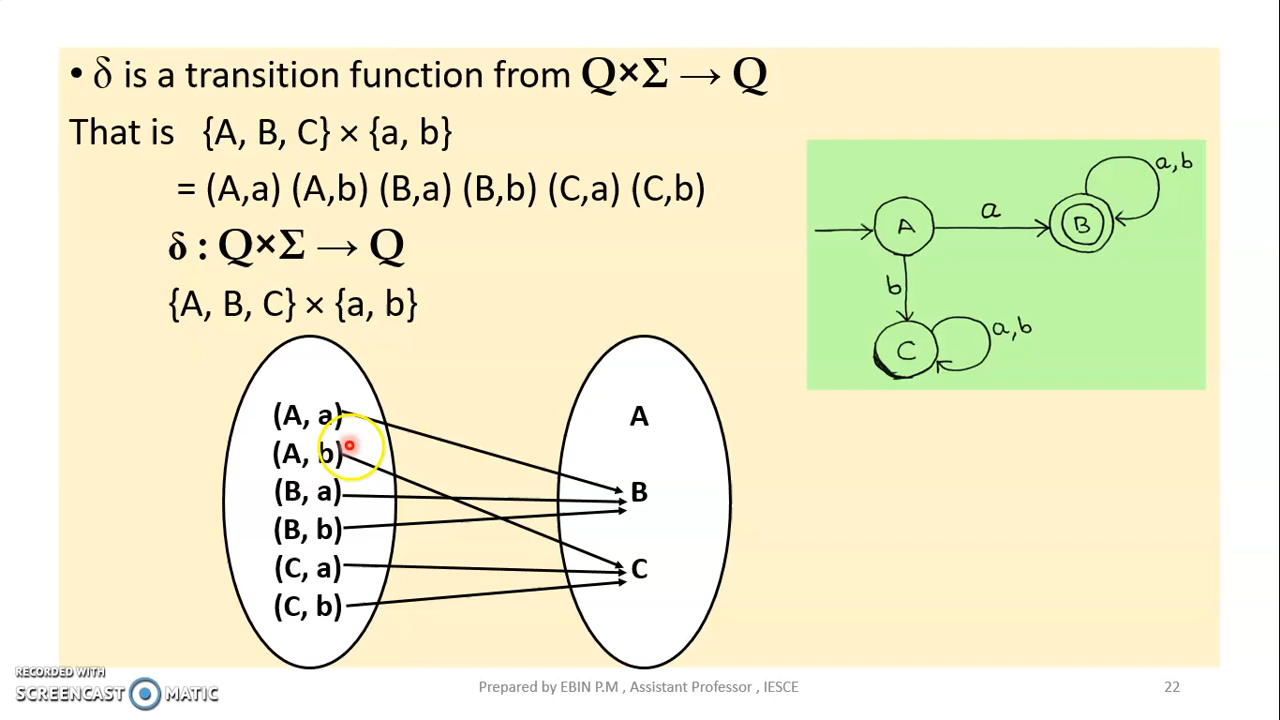 • δ is a transition function from Q×Σ → Q
That is {A, B, C} × {a, b}
= (A,a) (A,b) (B,a) (B,b) (C,a) (C,b)
δ : Q×Σ → Q
{A, B, C} × {a, b}
(A, a)
(A, b)
(B, a)
(B, b)
(C, a)
(C, b)
A
B
C
a,b
a
A
B
b
a,b
C
RECORDED WITH
SCREENCAST MATIC
Prepared by EBIN P.M , Assistant Professor , IESCE
22